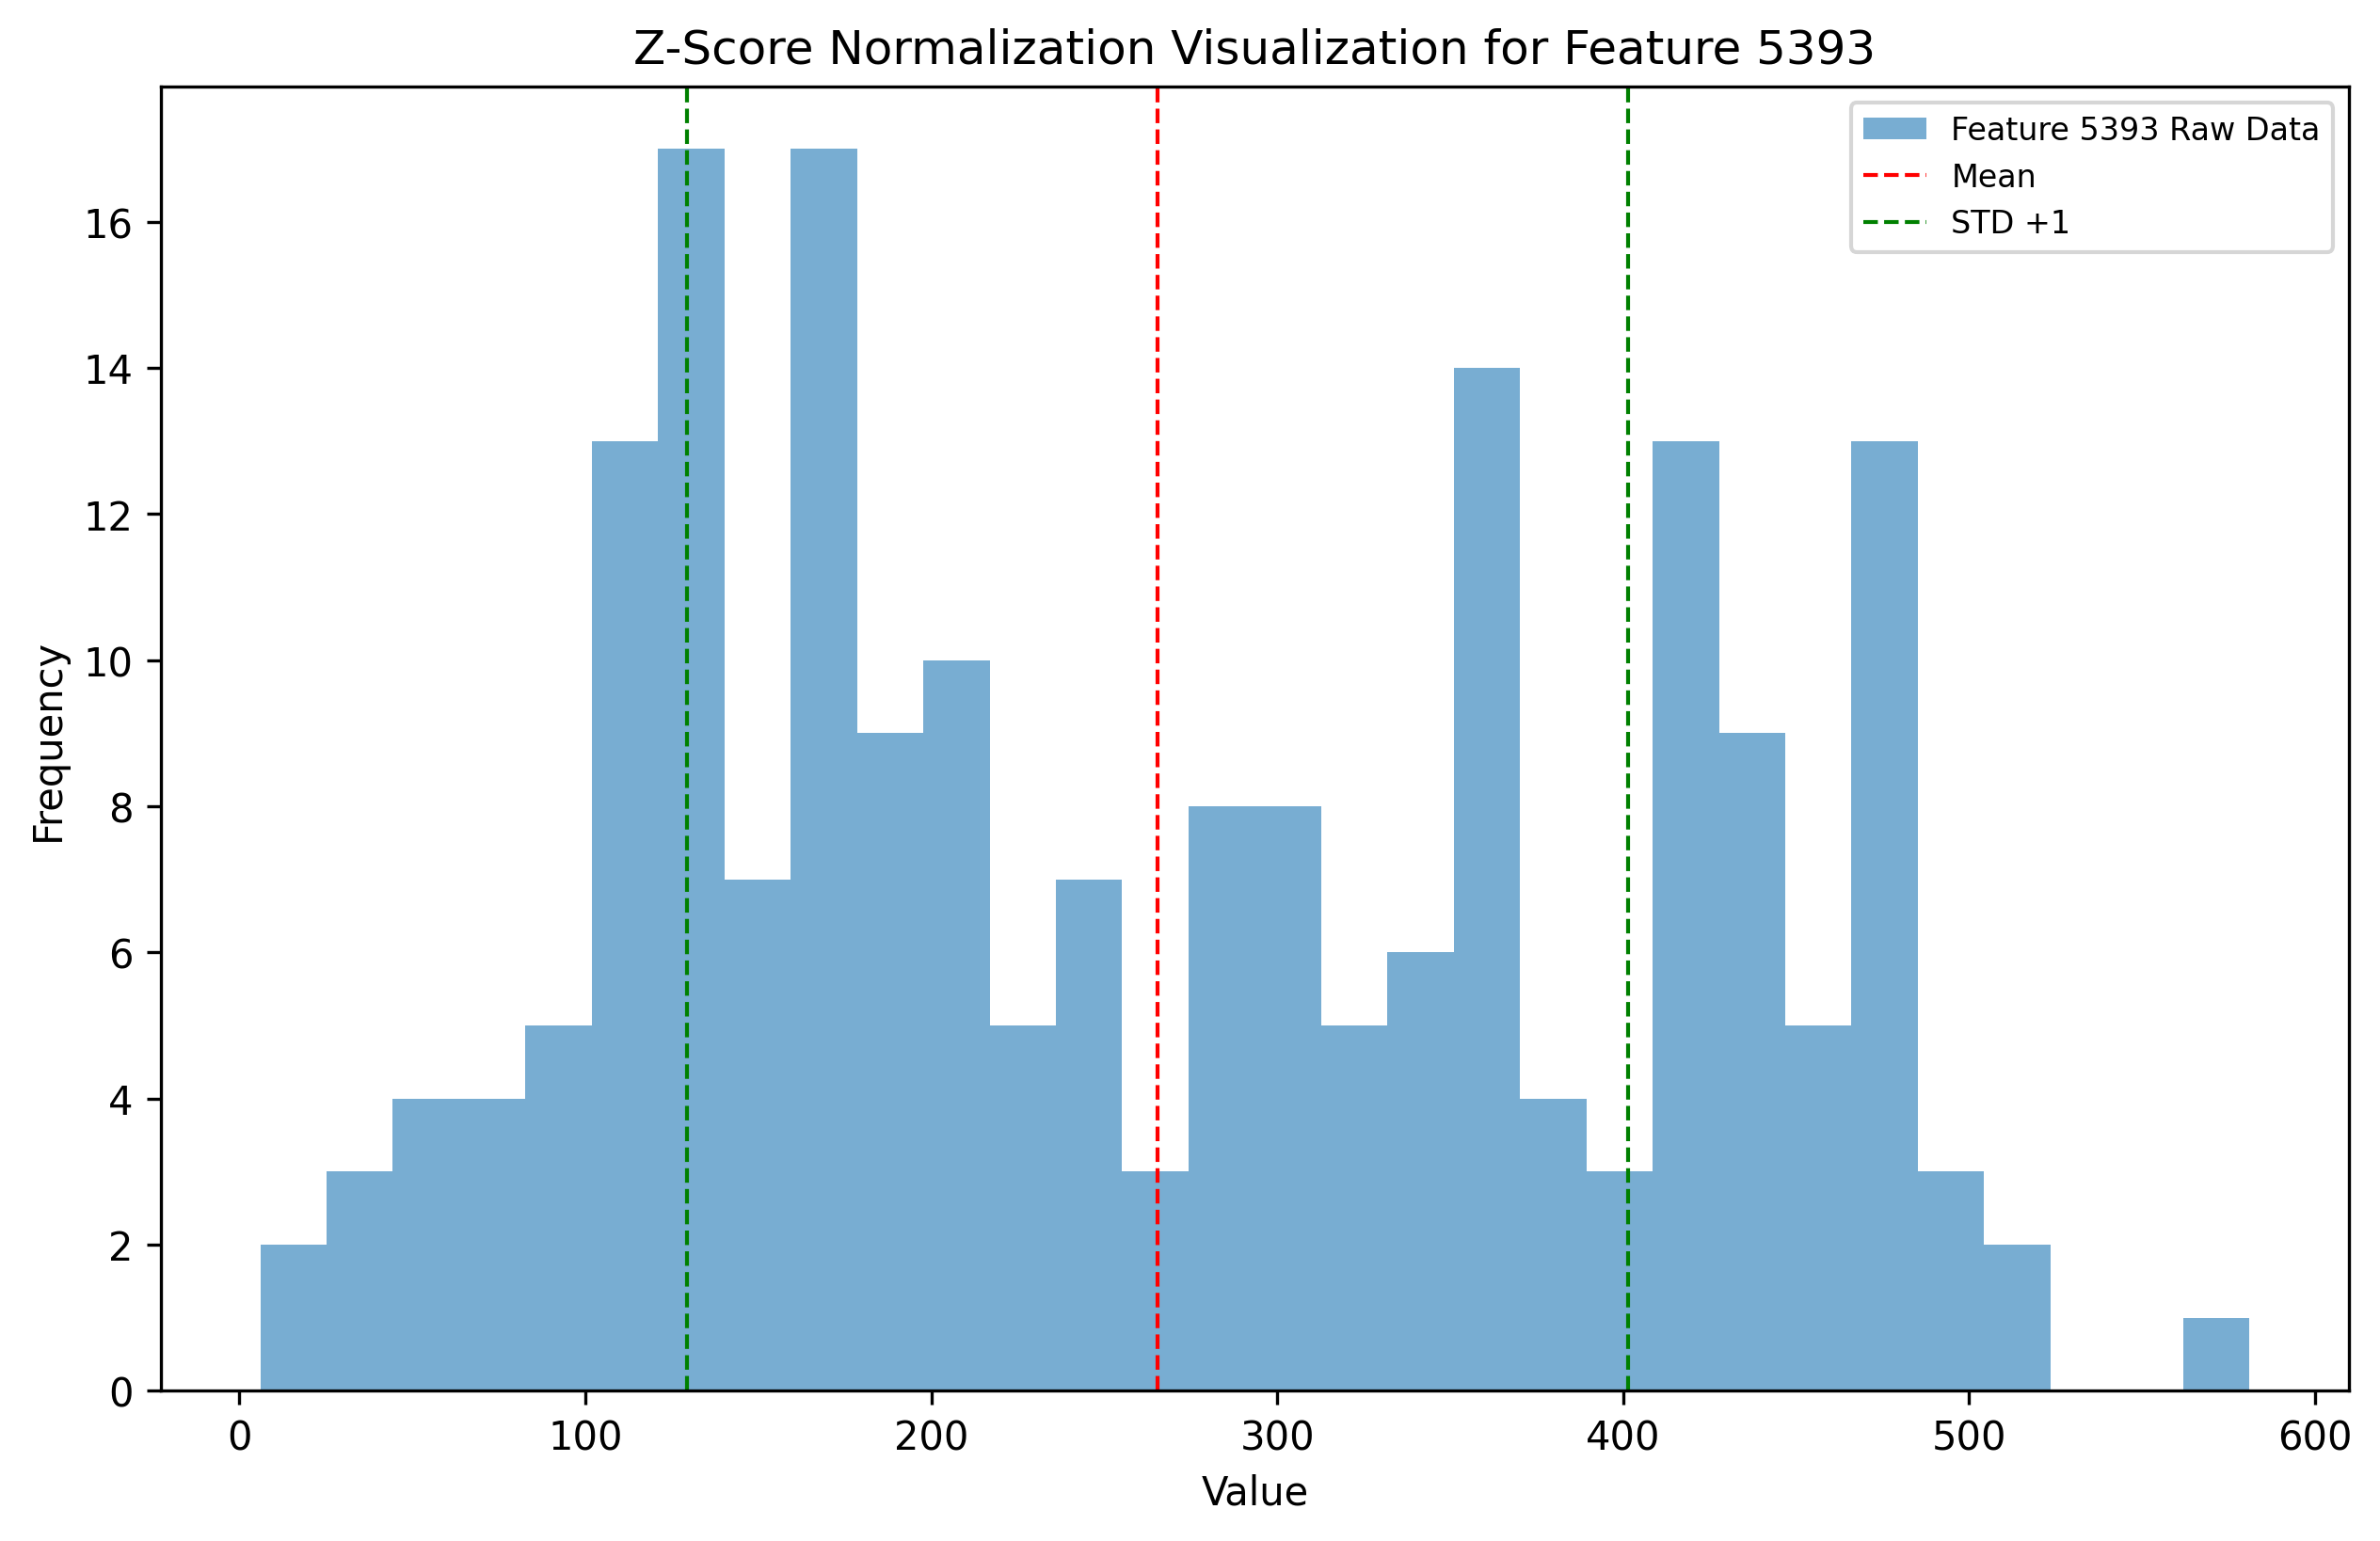 Z-Score Normalization Visualization for Feature 5393
Feature 5393 Raw Data
Mean
STD +1
Frequency
16
14
12
10
8
6
4
2
0
0 100 200 300 400 500 600
Value